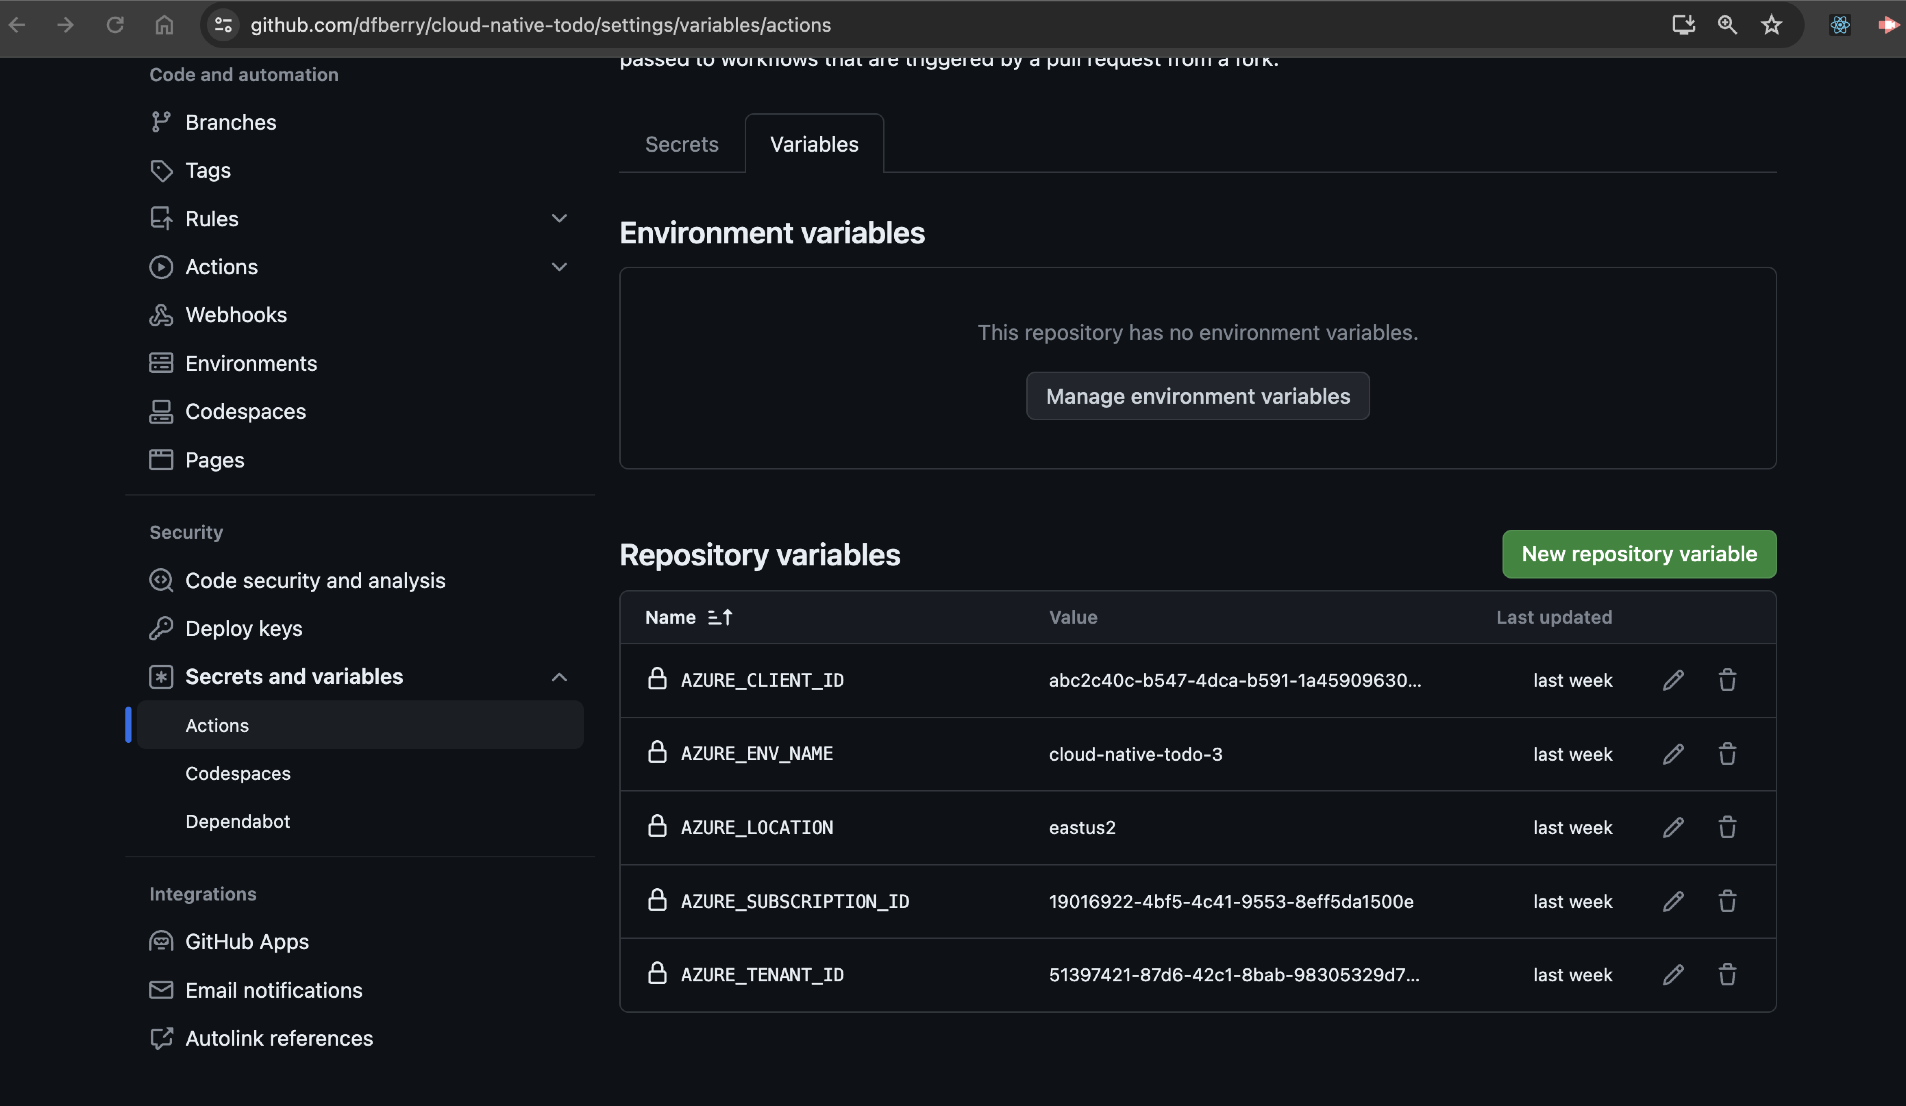 github.com/dfberry/cloud-native-todo/settings/variables/actions
Code and automation
Branches
Tags
Rules
Actions
Webhooks
Environments
Codespaces
Pages
Security
Code security and analysis
Deploy keys
Secrets and variables
Actions
Codespaces
Dependabot
Integrations
GitHub Apps
Email notifications
Autolink references
passed to workflows that are triggered by a pull request from a fork.
Secrets
Variables
Environment variables
This repository has no environment variables.
Manage environment variables
Repository variables
New repository variable
Name Value Last updated
AZURE_CLIENT_ID abc2c40c-b547-4dca-b591-1a45909630... last week
AZURE_ENV_NAME cloud-native-todo-3 last week
AZURE_LOCATION eastus2 last week
AZURE_SUBSCRIPTION_ID 19016922-4bf5-4c41-9553-8eff5da1500e last week
AZURE_TENANT_ID 51397421-87d6-42c1-8bab-98305329d7... last week